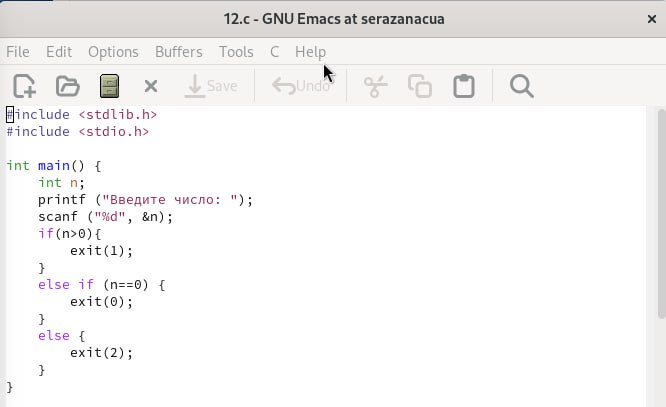 12.c - GNU Emacs at serazanacua
File Edit Options Buffers Tools C Help
Save Undo
#include <stdlib.h>
#include <stdio.h>
int main() {
    int n;
    printf ("Введите число: ");
    scanf ("%d", &n);
    if(n>0){
        exit(1);
    }
    else if (n==0) {
        exit(0);
    }
    else {
        exit(2);
    }
}